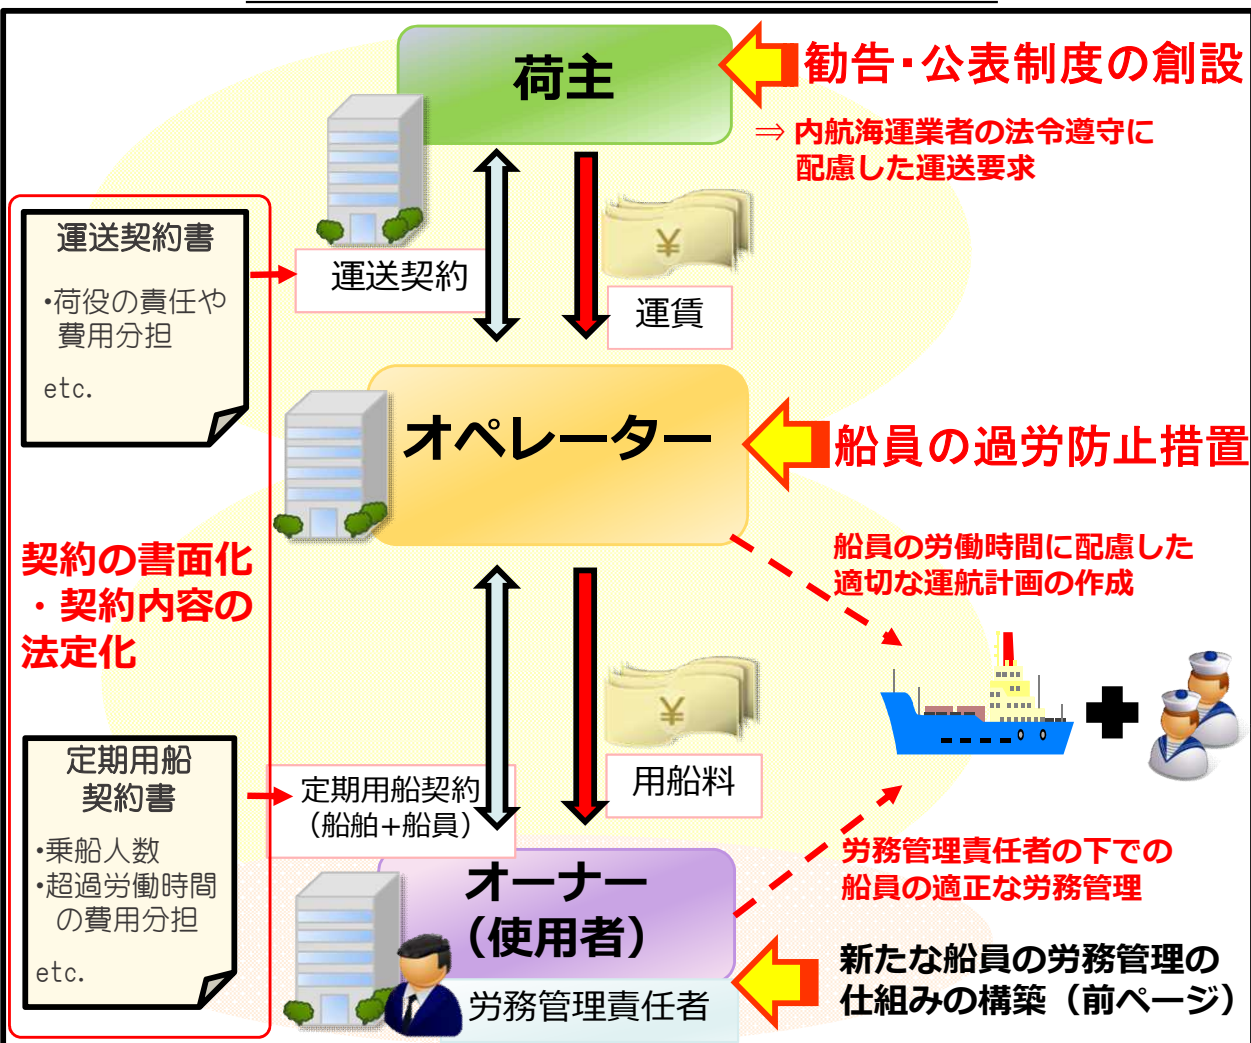 荷主
勧告・公表制度の創設
⇒ 内航海運業者の法令遵守に
配慮した運送要求
運送契約書
・荷役の責任や
費用分担
etc.
運送契約
¥
運賃
オペレーター
船員の過労防止措置
契約の書面化
・契約内容の
法定化
船員の労働時間に配慮した
適切な運航計画の作成
定期用船
契約書
・乗船人数
・超過労働時間
の費用分担
etc.
定期用船契約
（船舶+船員）
¥
用船料
オーナー
（使用者）
労務管理責任者
労務管理責任者の下での
船員の適正な労務管理
新たな船員の労務管理の
仕組みの構築（前ページ）